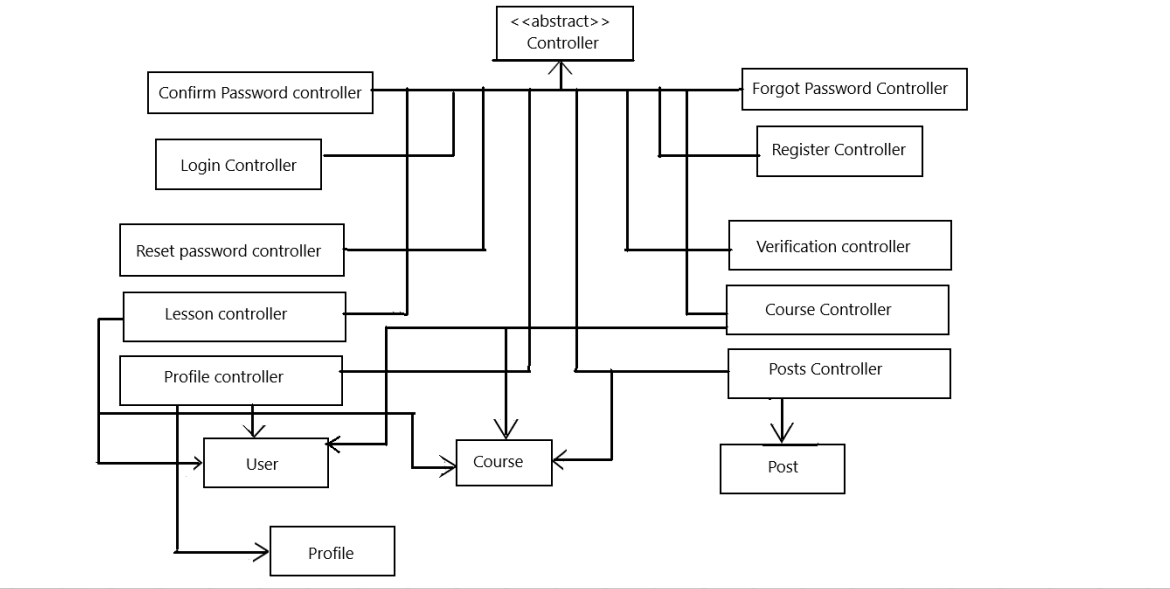 <<abstract>>
Controller
Confirm Password controller
Forgot Password Controller
Login Controller
Register Controller
Reset password controller
Verification controller
Lesson controller
Course Controller
Profile controller
Posts Controller
User
Course
Post
Profile